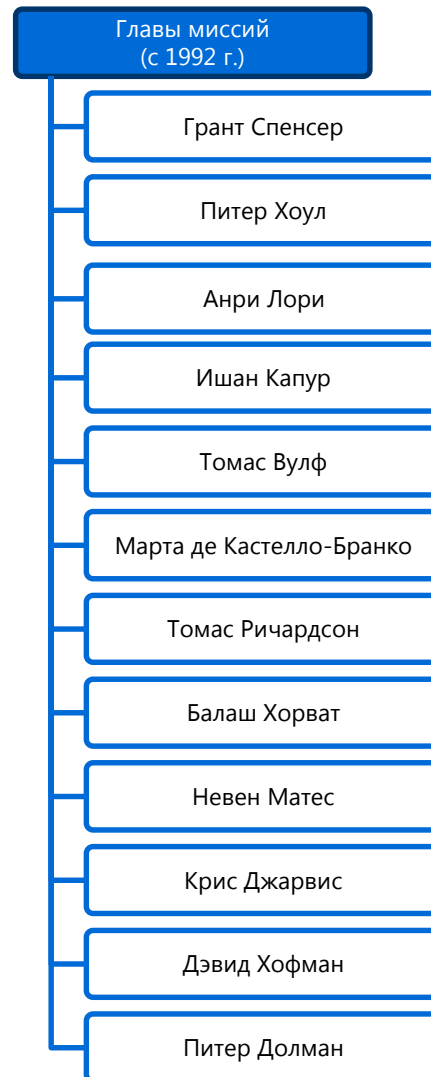 Главы миссий
(с 1992 г.)
Грант Спенсер
Питер Хоул
Анри Лори
Ишан Капур
Томас Вулф
Марта де Кастелло-Бранко
Томас Ричардсон
Балаш Хорват
Невен Матес
Крис Джарвис
Дэвид Хофман
Питер Долман